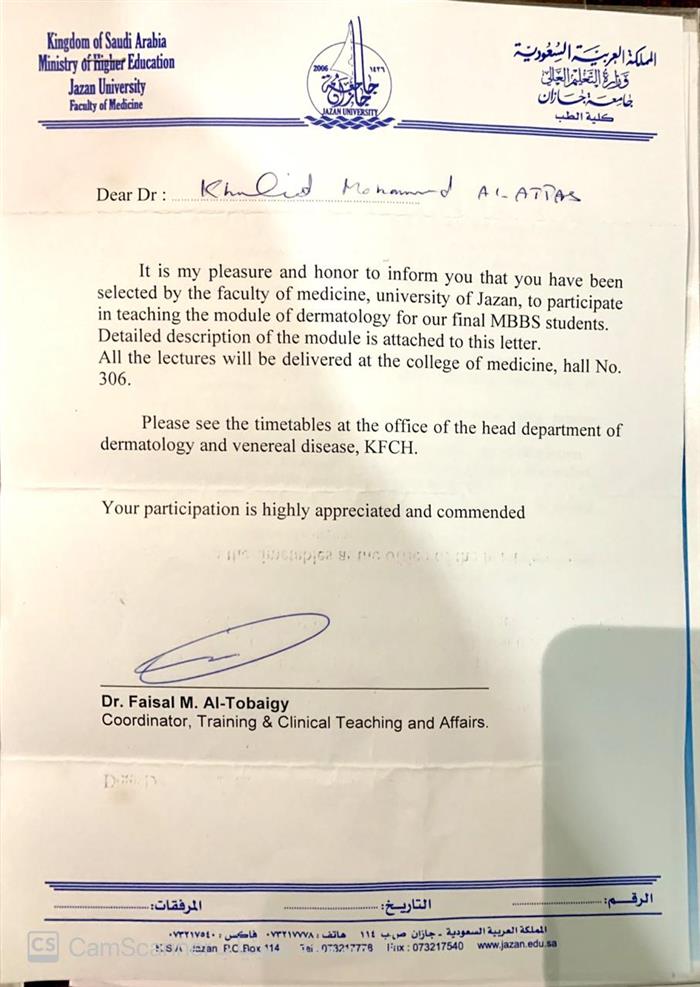 Kingdom of Saudi Arabia
Ministry of Higher Education
Jazan University
Faculty of Medicine
2006 ١٤٢٦
جامعة جازان
JAZAN UNIVERSITY
المملكة العربية السعودية
وزارة التعليم العالي
جامعة جازان
كلية الطب
Dear Dr : Khalid Mohammed AL-ATTAS
It is my pleasure and honor to inform you that you have been
selected by the faculty of medicine, university of Jazan, to participate
in teaching the module of dermatology for our final MBBS students.
Detailed description of the module is attached to this letter.
All the lectures will be delivered at the college of medicine, hall No.
306.
Please see the timetables at the office of the head department of
dermatology and venereal disease, KFCH.
Your participation is highly appreciated and commended
Dr. Faisal M. Al-Tobaigy
Coordinator, Training & Clinical Teaching and Affairs.
الرقم: التاريخ: المرفقات:
المملكة العربية السعودية - جازان ص ب ١١٤ هاتف : ٠٧٣٢١٧٧٧٨ فاكس : ٠٧٣٢١٧٥٤٠
K.S.A Jazan P.O.Box 114 Tel : 073217778 Fax : 073217540 www.jazan.edu.sa
CS CamScanner